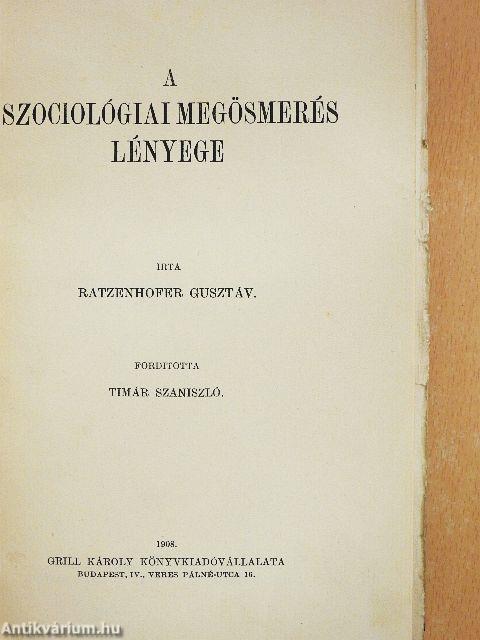 A
SZOCIOLÓGIAI MEGÖSMERÉS
LÉNYEGE
IRTA
RATZENHOFER GUSZTÁV.
FORDITOTTA
TIMÁR SZANISZLÓ.
1908.
GRILL KÁROLY KÖNYVKIADÓVÁLLALATA
BUDAPEST, IV., VERES PÁLNÉ-UTCA 16.
Antikvárium.hu